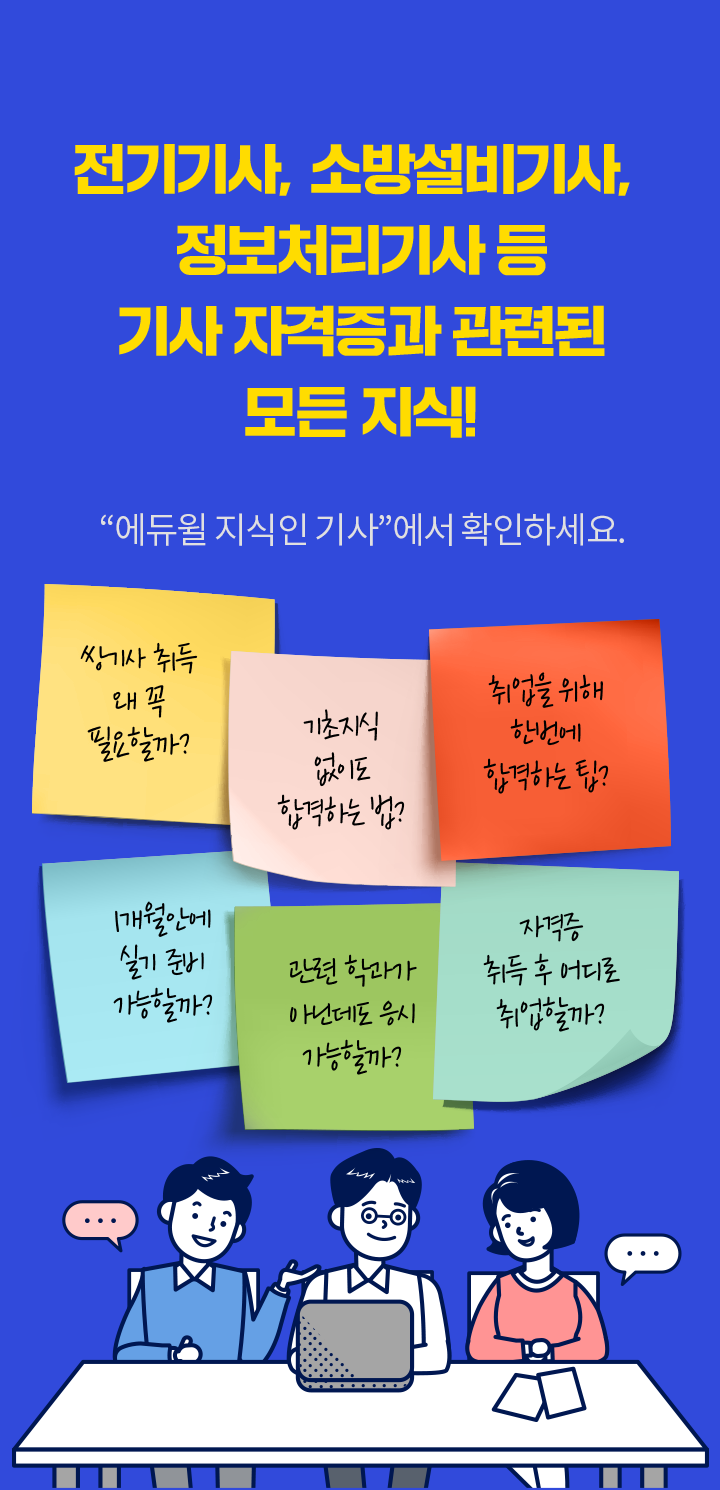 전기기사, 소방설비기사,
정보처리기사 등
기사 자격증과 관련된
모든 지식!
“에듀윌 지식인 기사”에서 확인하세요.
쌍기사 취득
왜 꼭
필요할까?
기초지식
없이도
합격하는 법?
취업을 위해
한번에
합격하는 팁?
1개월안에
실기 준비
가능할까?
관련 학과가
아닌데도 응시
가능할까?
자격증
취득 후 어디로
취업할까?